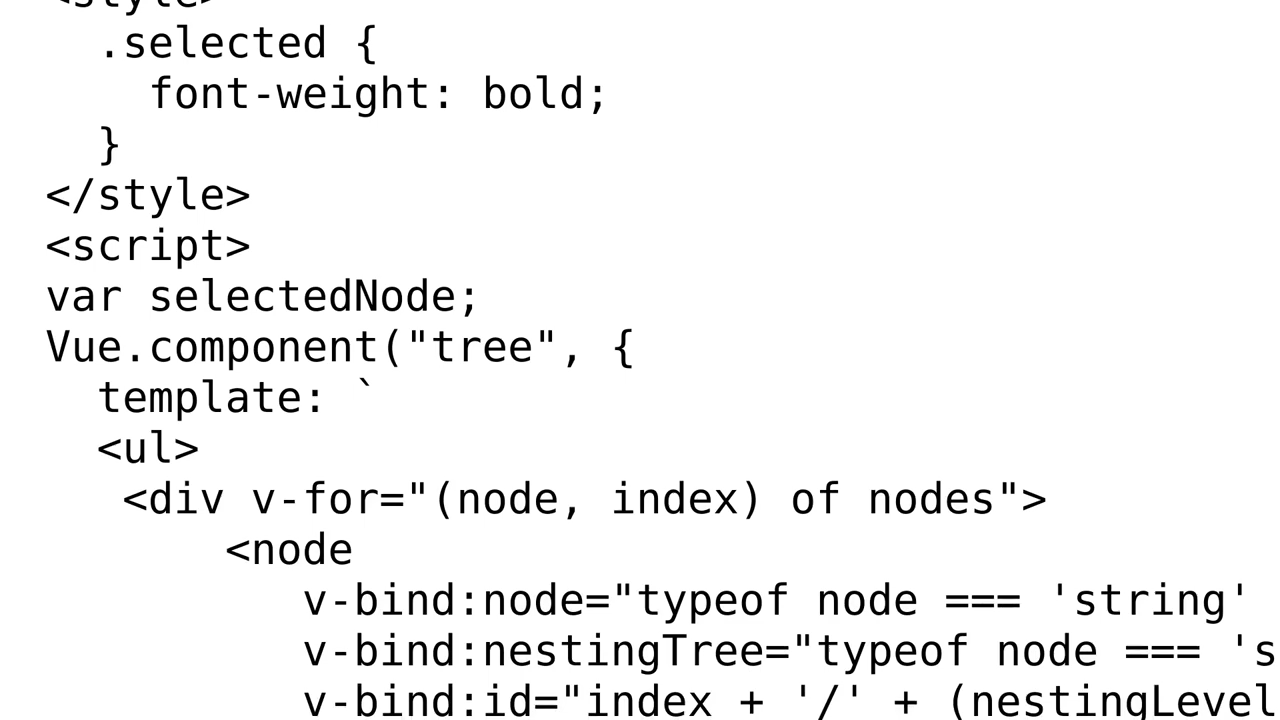 <style>
.selected {
font-weight: bold;
}
</style>
<script>
var selectedNode;
Vue.component("tree", {
template: `
<ul>
<div v-for="(node, index) of nodes">
<node
v-bind:node="typeof node === 'string'
v-bind:nestingTree="typeof node === 's
v-bind:id="index + '/' + (nestingLevel